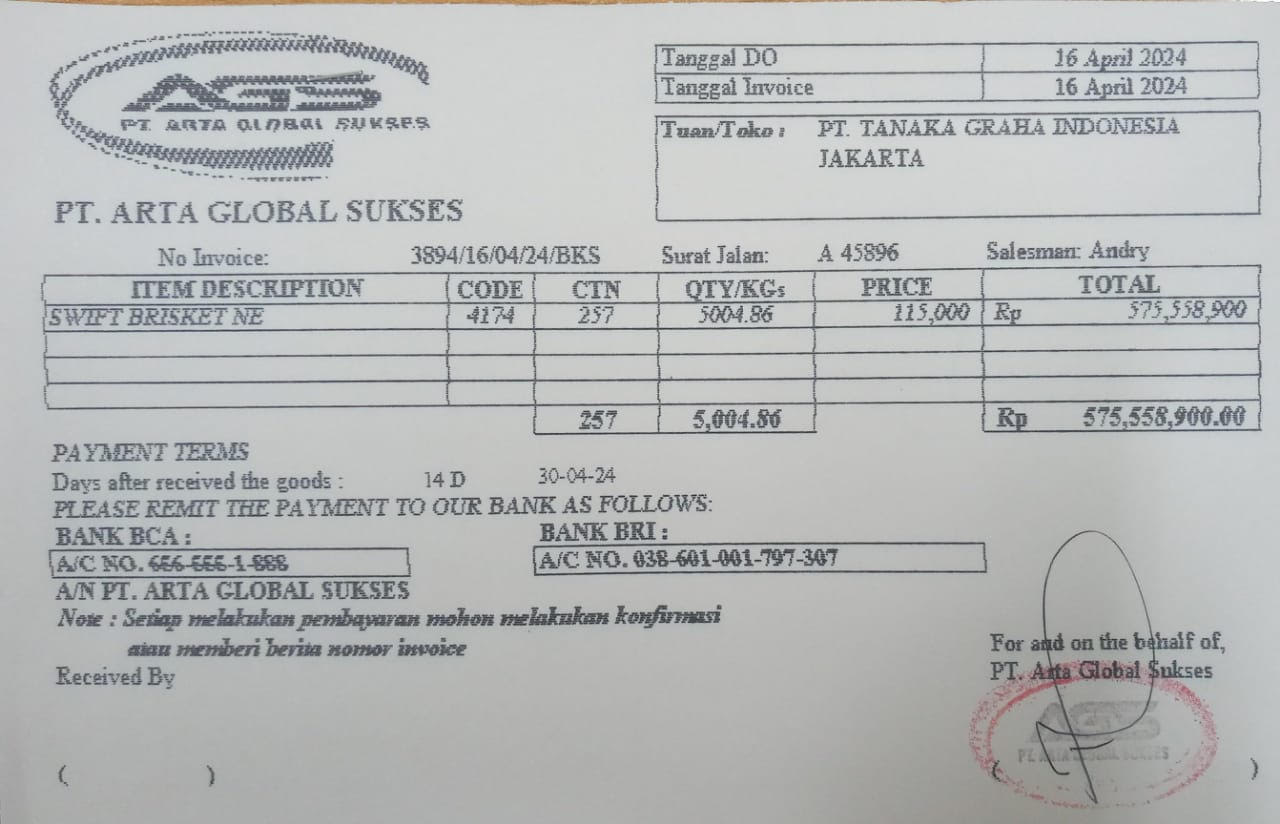 AGS
PT. ARTA GLOBAL SUKSES
Tanggal DO 16 April 2024
Tanggal Invoice 16 April 2024
Tuan/Toko : PT. TANAKA GRAHA INDONESIA
JAKARTA
PT. ARTA GLOBAL SUKSES
No Invoice: 3894/16/04/24/BKS Surat Jalan: A 45896 Salesman: Andry
ITEM DESCRIPTION CODE CTN QTY/KGs PRICE TOTAL
SWIFT BRISKET NE 4174 257 5004.86 115,000 Rp 575,558,900
257 5,004.86 Rp 575,558,900.00
PAYMENT TERMS
Days after received the goods : 14 D 30-04-24
PLEASE REMIT THE PAYMENT TO OUR BANK AS FOLLOWS:
BANK BCA : BANK BRI :
A/C NO. A/C NO. 038-601-001-797-307
A/N PT. ARTA GLOBAL SUKSES
Note : Setiap melakukan pembayaran mohon melakukan konfirmasi
atau memberi berita nomor invoice
For and on the behalf of,
Received By PT. Arta Global Sukses
AGS
PT. ARTA GLOBAL SUKSES
( ) ( )